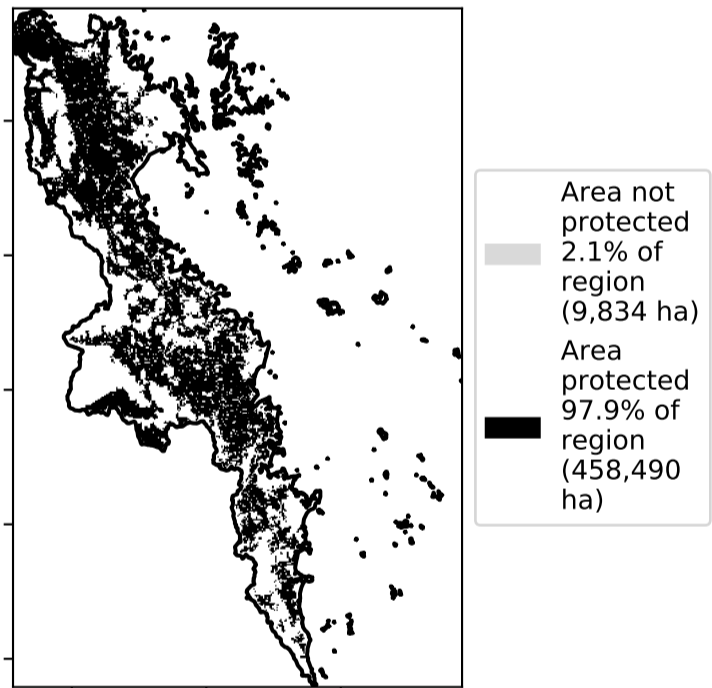 Area not
protected
2.1% of
region
(9,834 ha)
Area
protected
97.9% of
region
(458,490
ha)